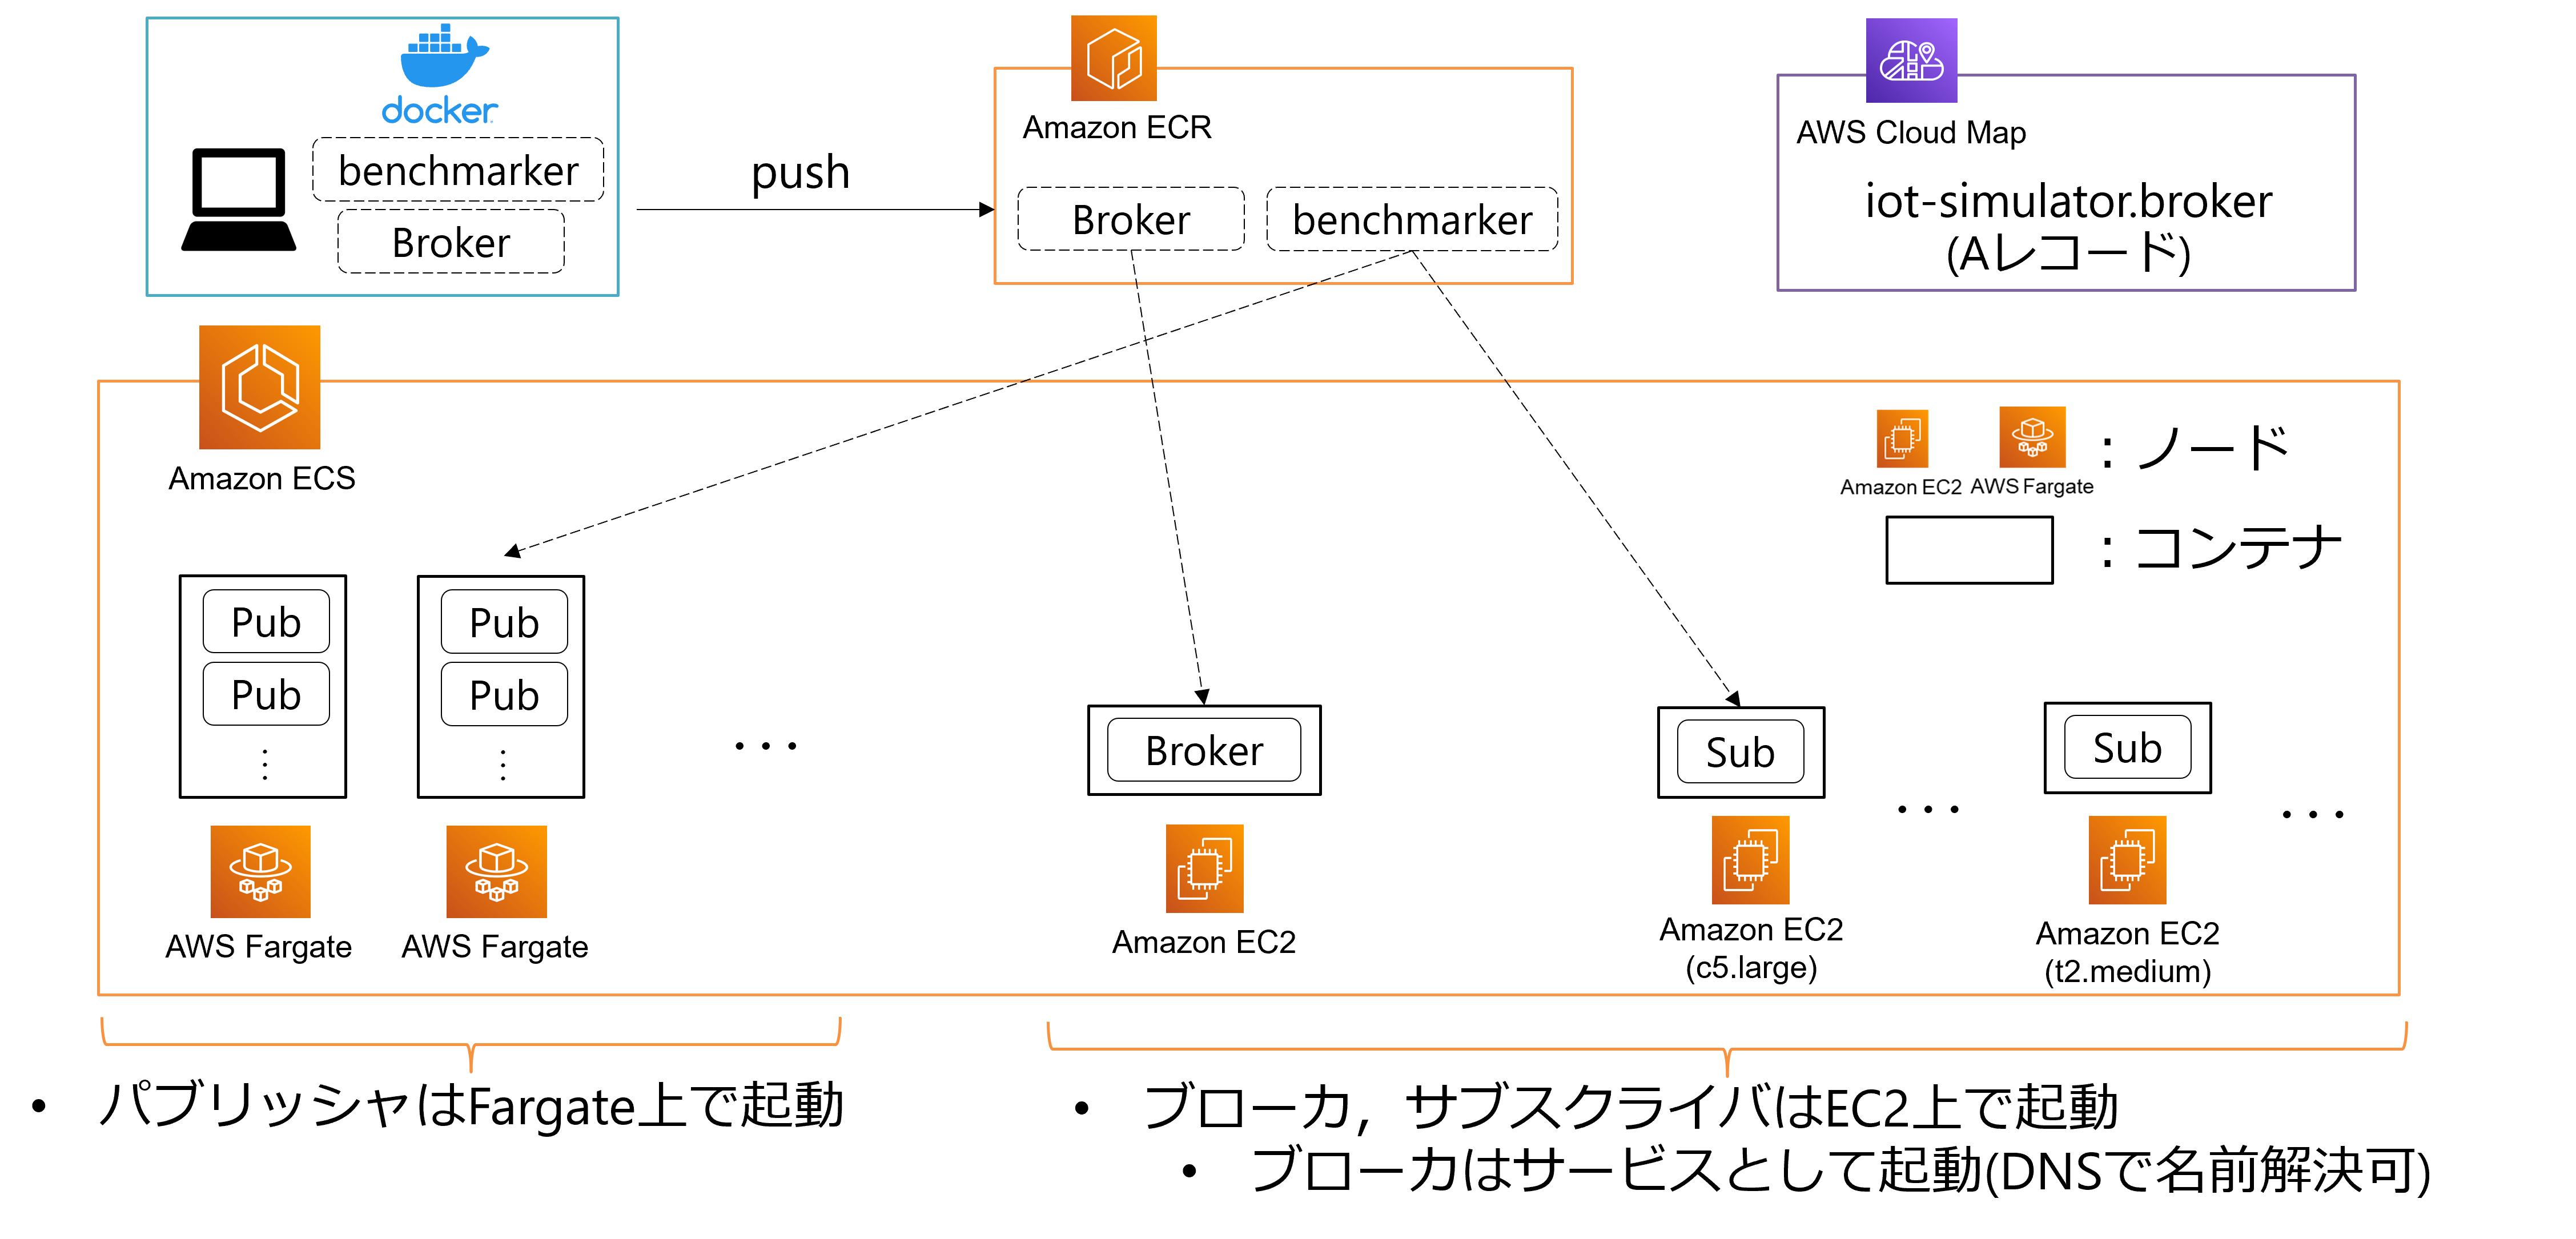 docker
benchmarker
Broker
push
Amazon ECR
Broker
benchmarker
AWS Cloud Map
iot-simulator.broker
(Aレコード)
Amazon ECS
Amazon EC2
AWS Fargate
：ノード
：コンテナ
Pub
Pub
⋮
Pub
Pub
⋮
・・・
Broker
Sub
・・・
Sub
・・・
AWS Fargate
AWS Fargate
Amazon EC2
Amazon EC2
(c5.large)
Amazon EC2
(t2.medium)
• パブリッシャはFargate上で起動
• ブローカ，サブスクライバはEC2上で起動
• ブローカはサービスとして起動(DNSで名前解決可)